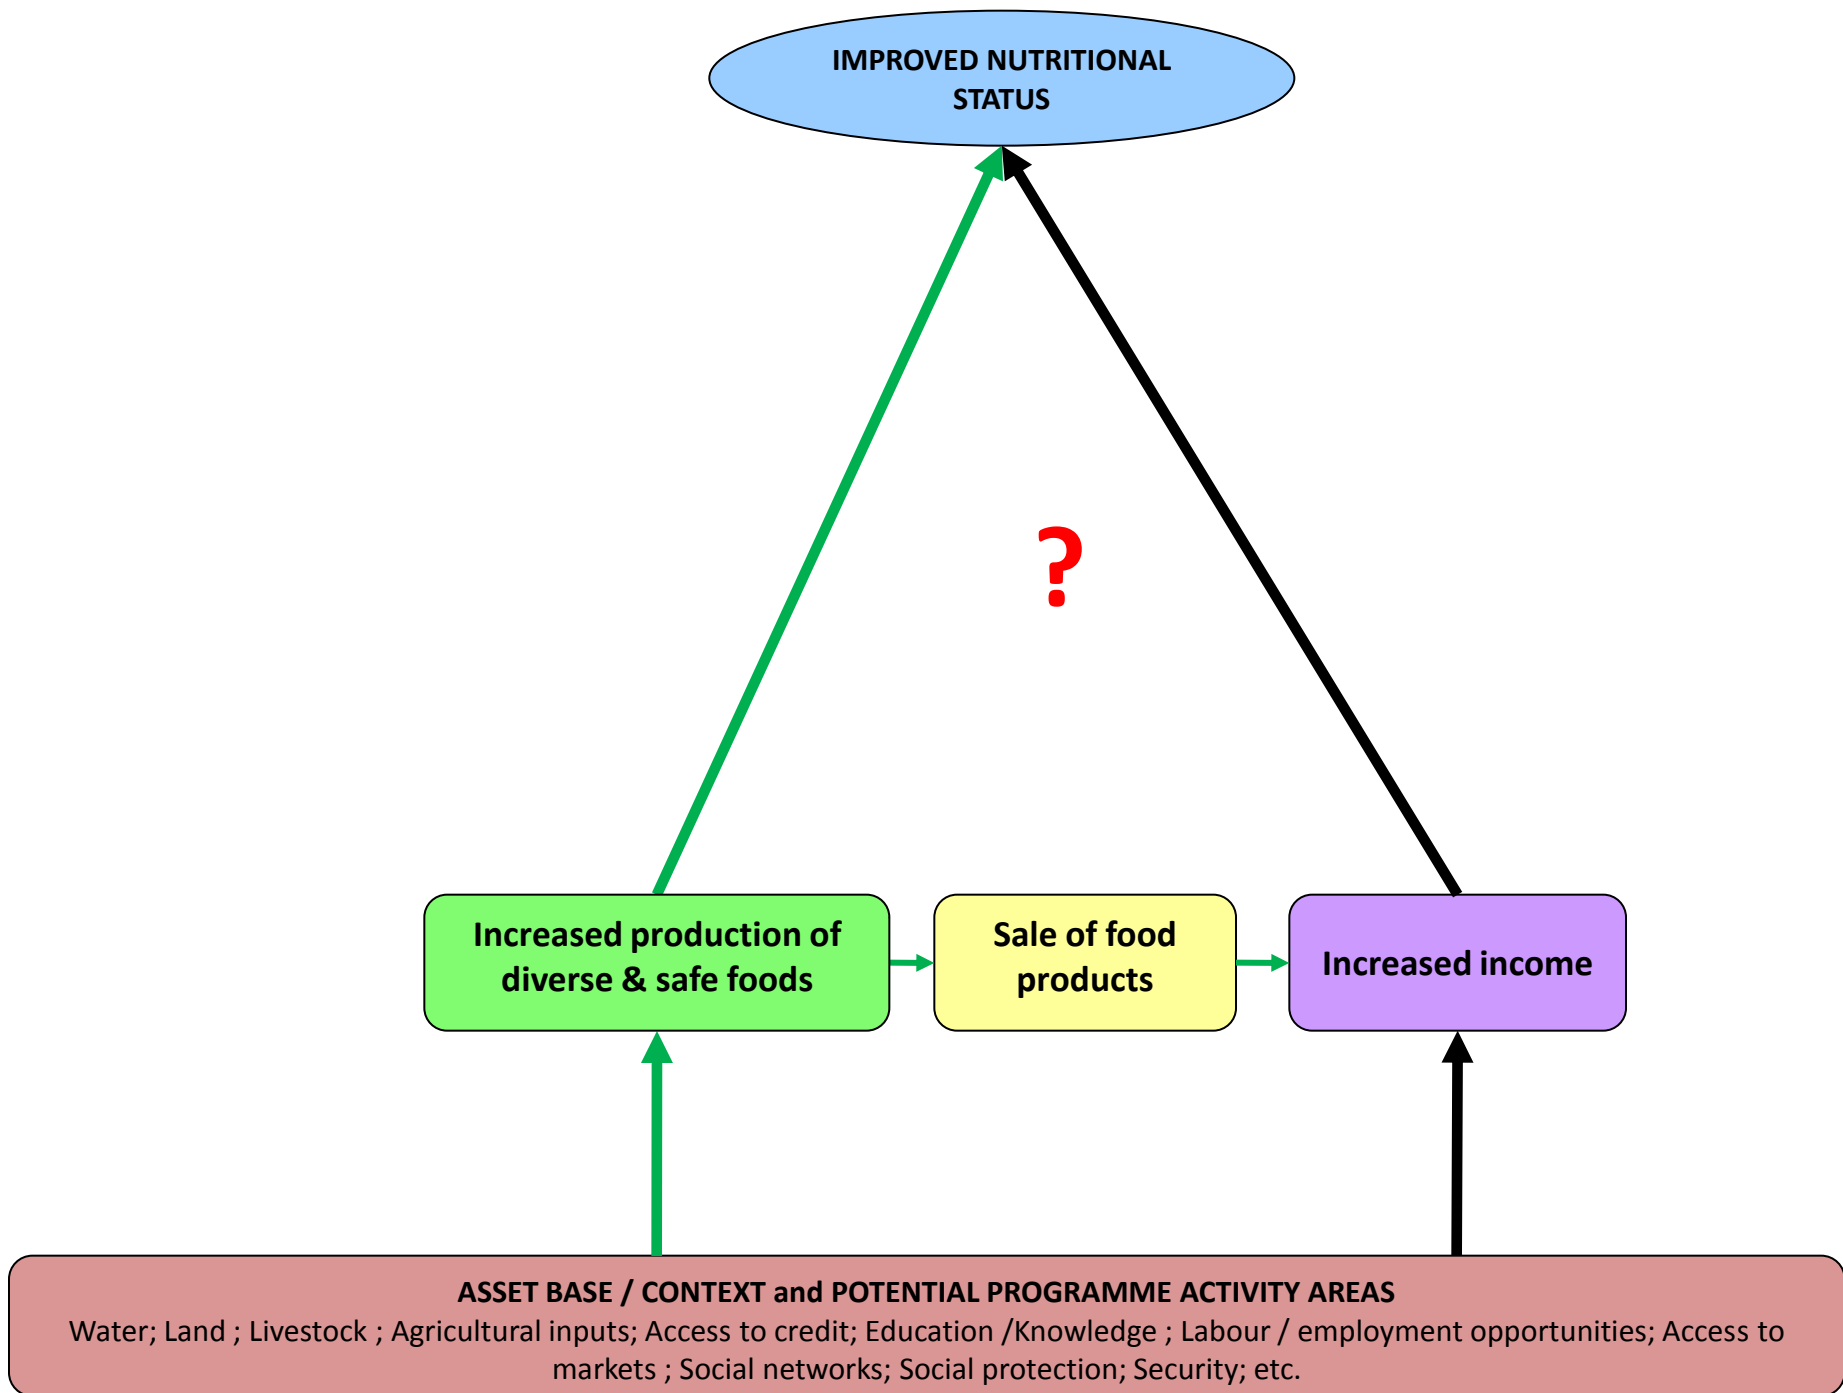 IMPROVED NUTRITIONAL
STATUS
?
Increased production of
diverse & safe foods
Sale of food
products
Increased income
ASSET BASE / CONTEXT and POTENTIAL PROGRAMME ACTIVITY AREAS
Water; Land ; Livestock ; Agricultural inputs; Access to credit; Education /Knowledge ; Labour / employment opportunities; Access to
markets ; Social networks; Social protection; Security; etc.